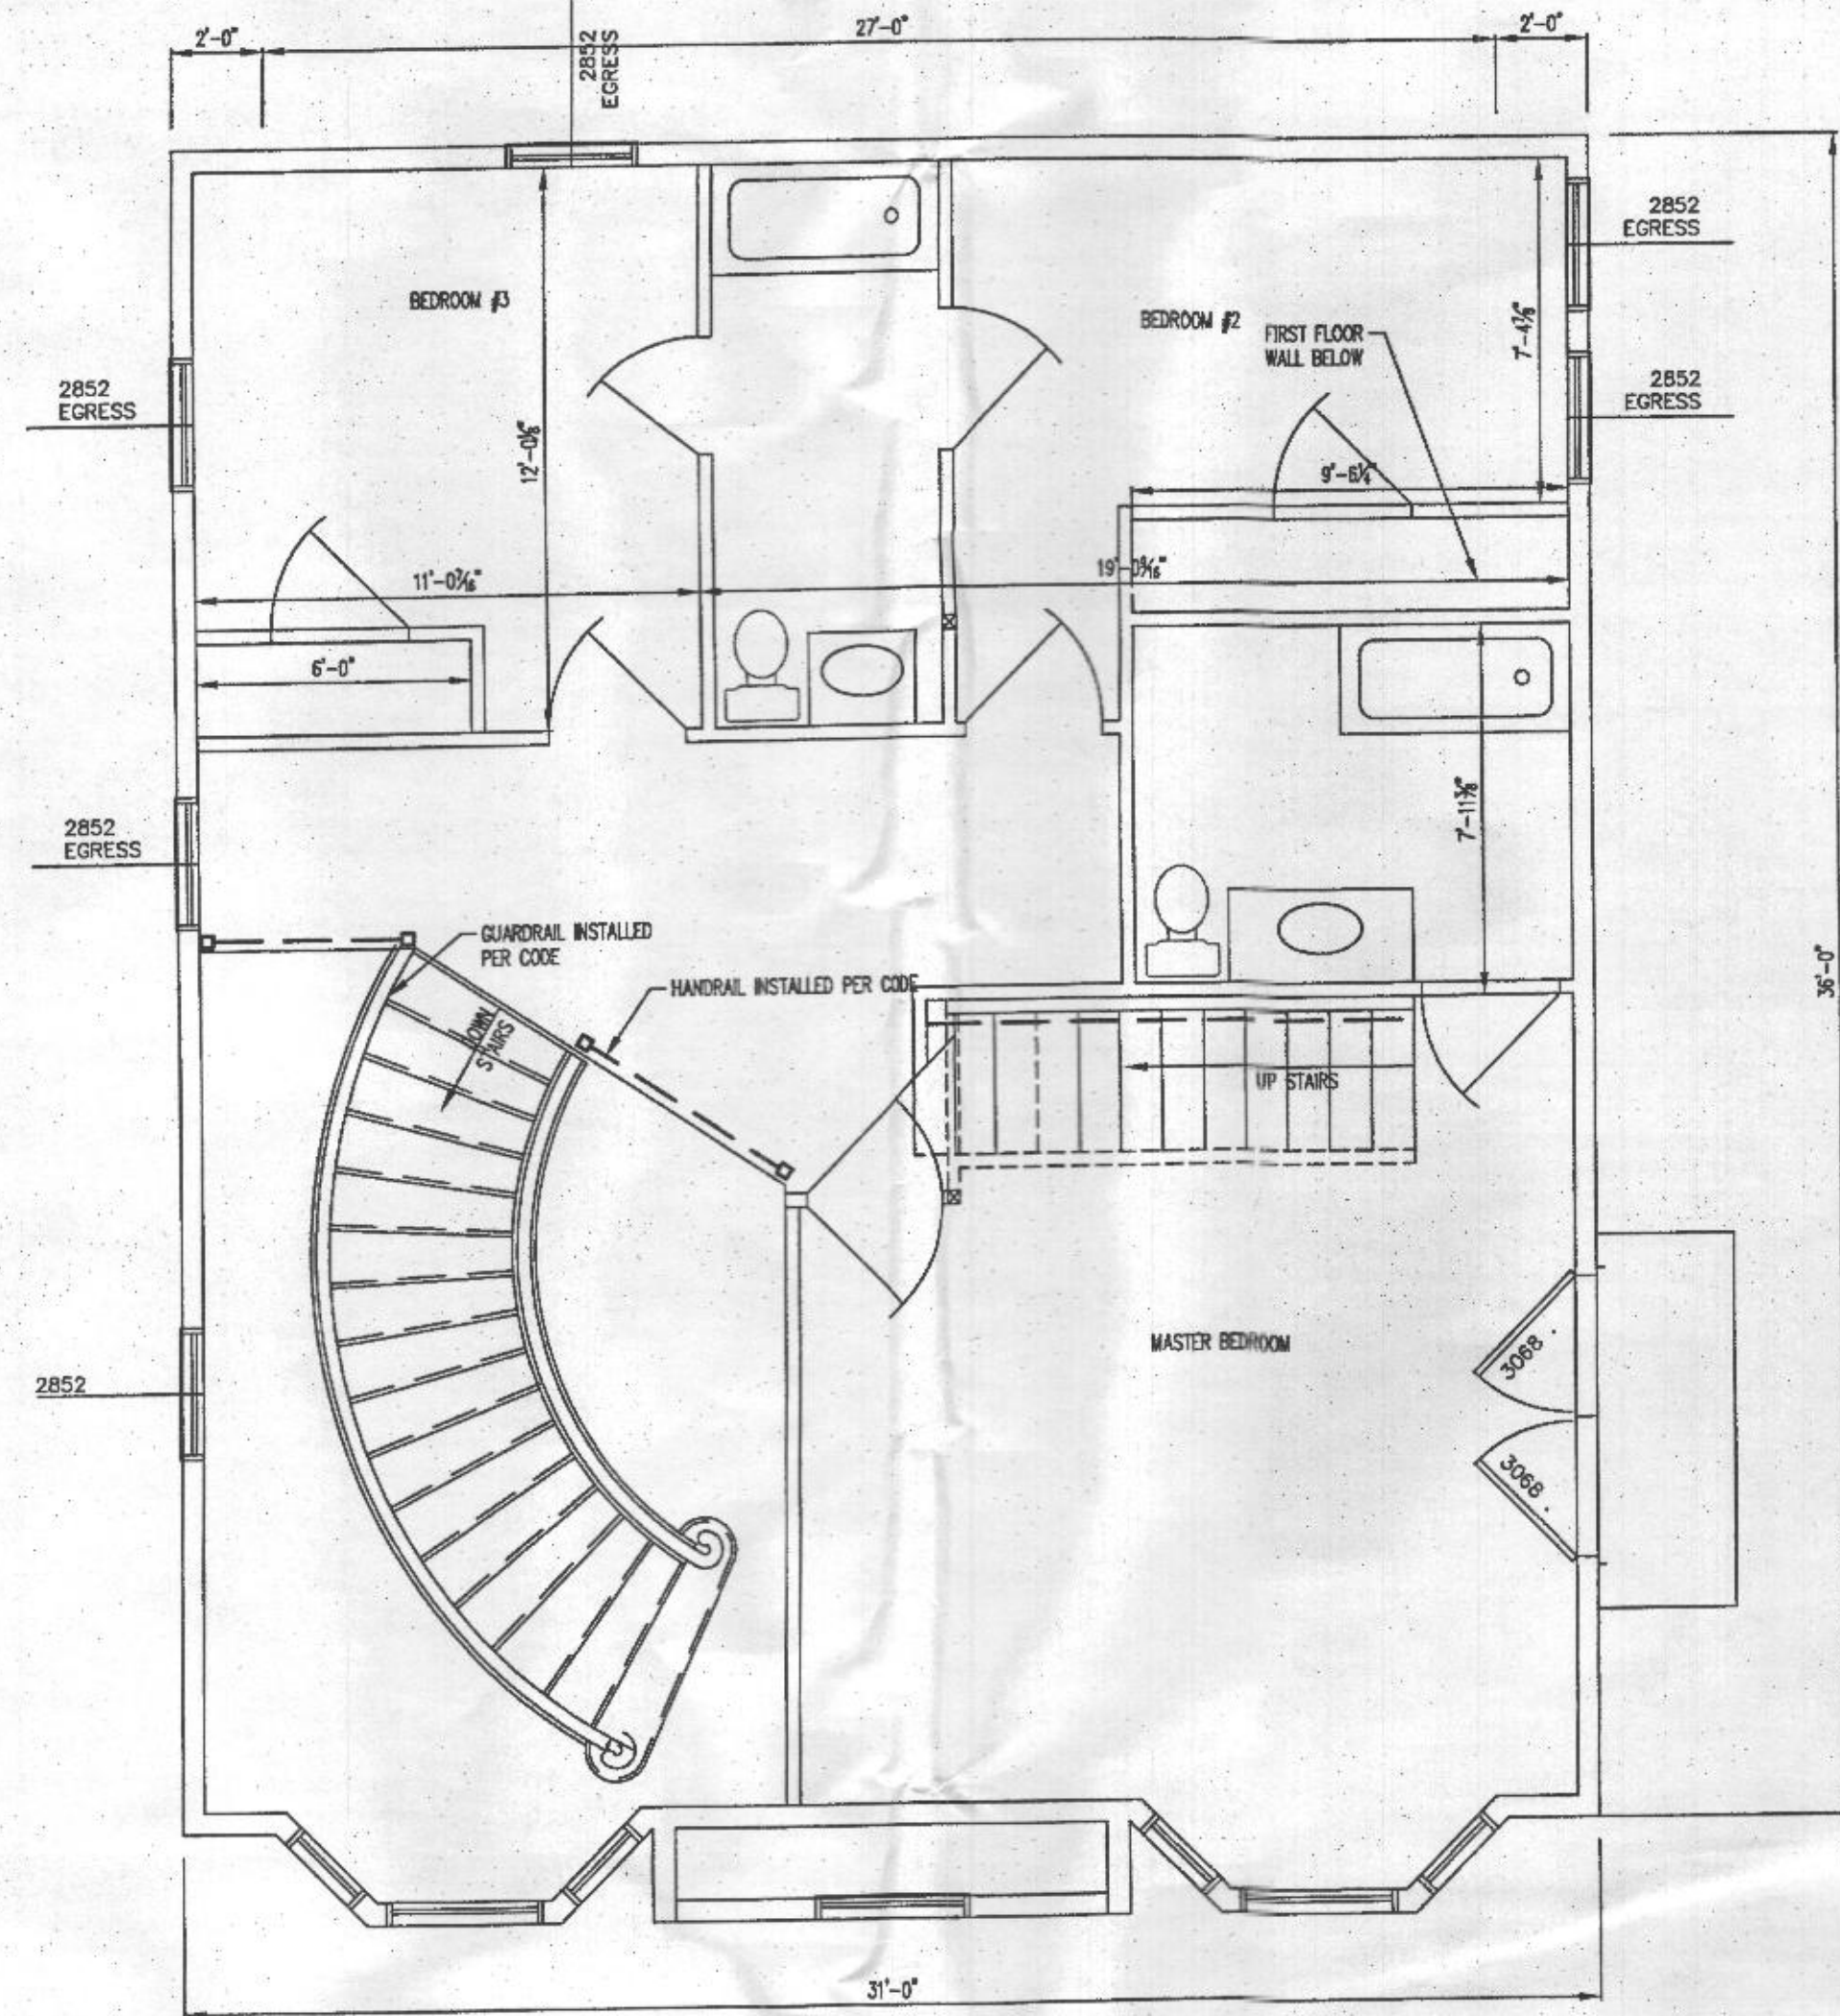 2'-0"
27'-0"
2'-0"
2852
EGRESS
2852
EGRESS
BEDROOM #3
BEDROOM #2
FIRST FLOOR
WALL BELOW
7'-4⅞"
2852
EGRESS
2852
EGRESS
12'-0⅛"
9'-6¼"
11'-0⁷⁄₁₆"
19'-0⁹⁄₁₆"
6'-0"
7'-11⅜"
2852
EGRESS
GUARDRAIL INSTALLED
PER CODE
HANDRAIL INSTALLED PER CODE
DOWN
STAIRS
UP STAIRS
36'-0"
MASTER BEDROOM
3068
3068
2852
31'-0"